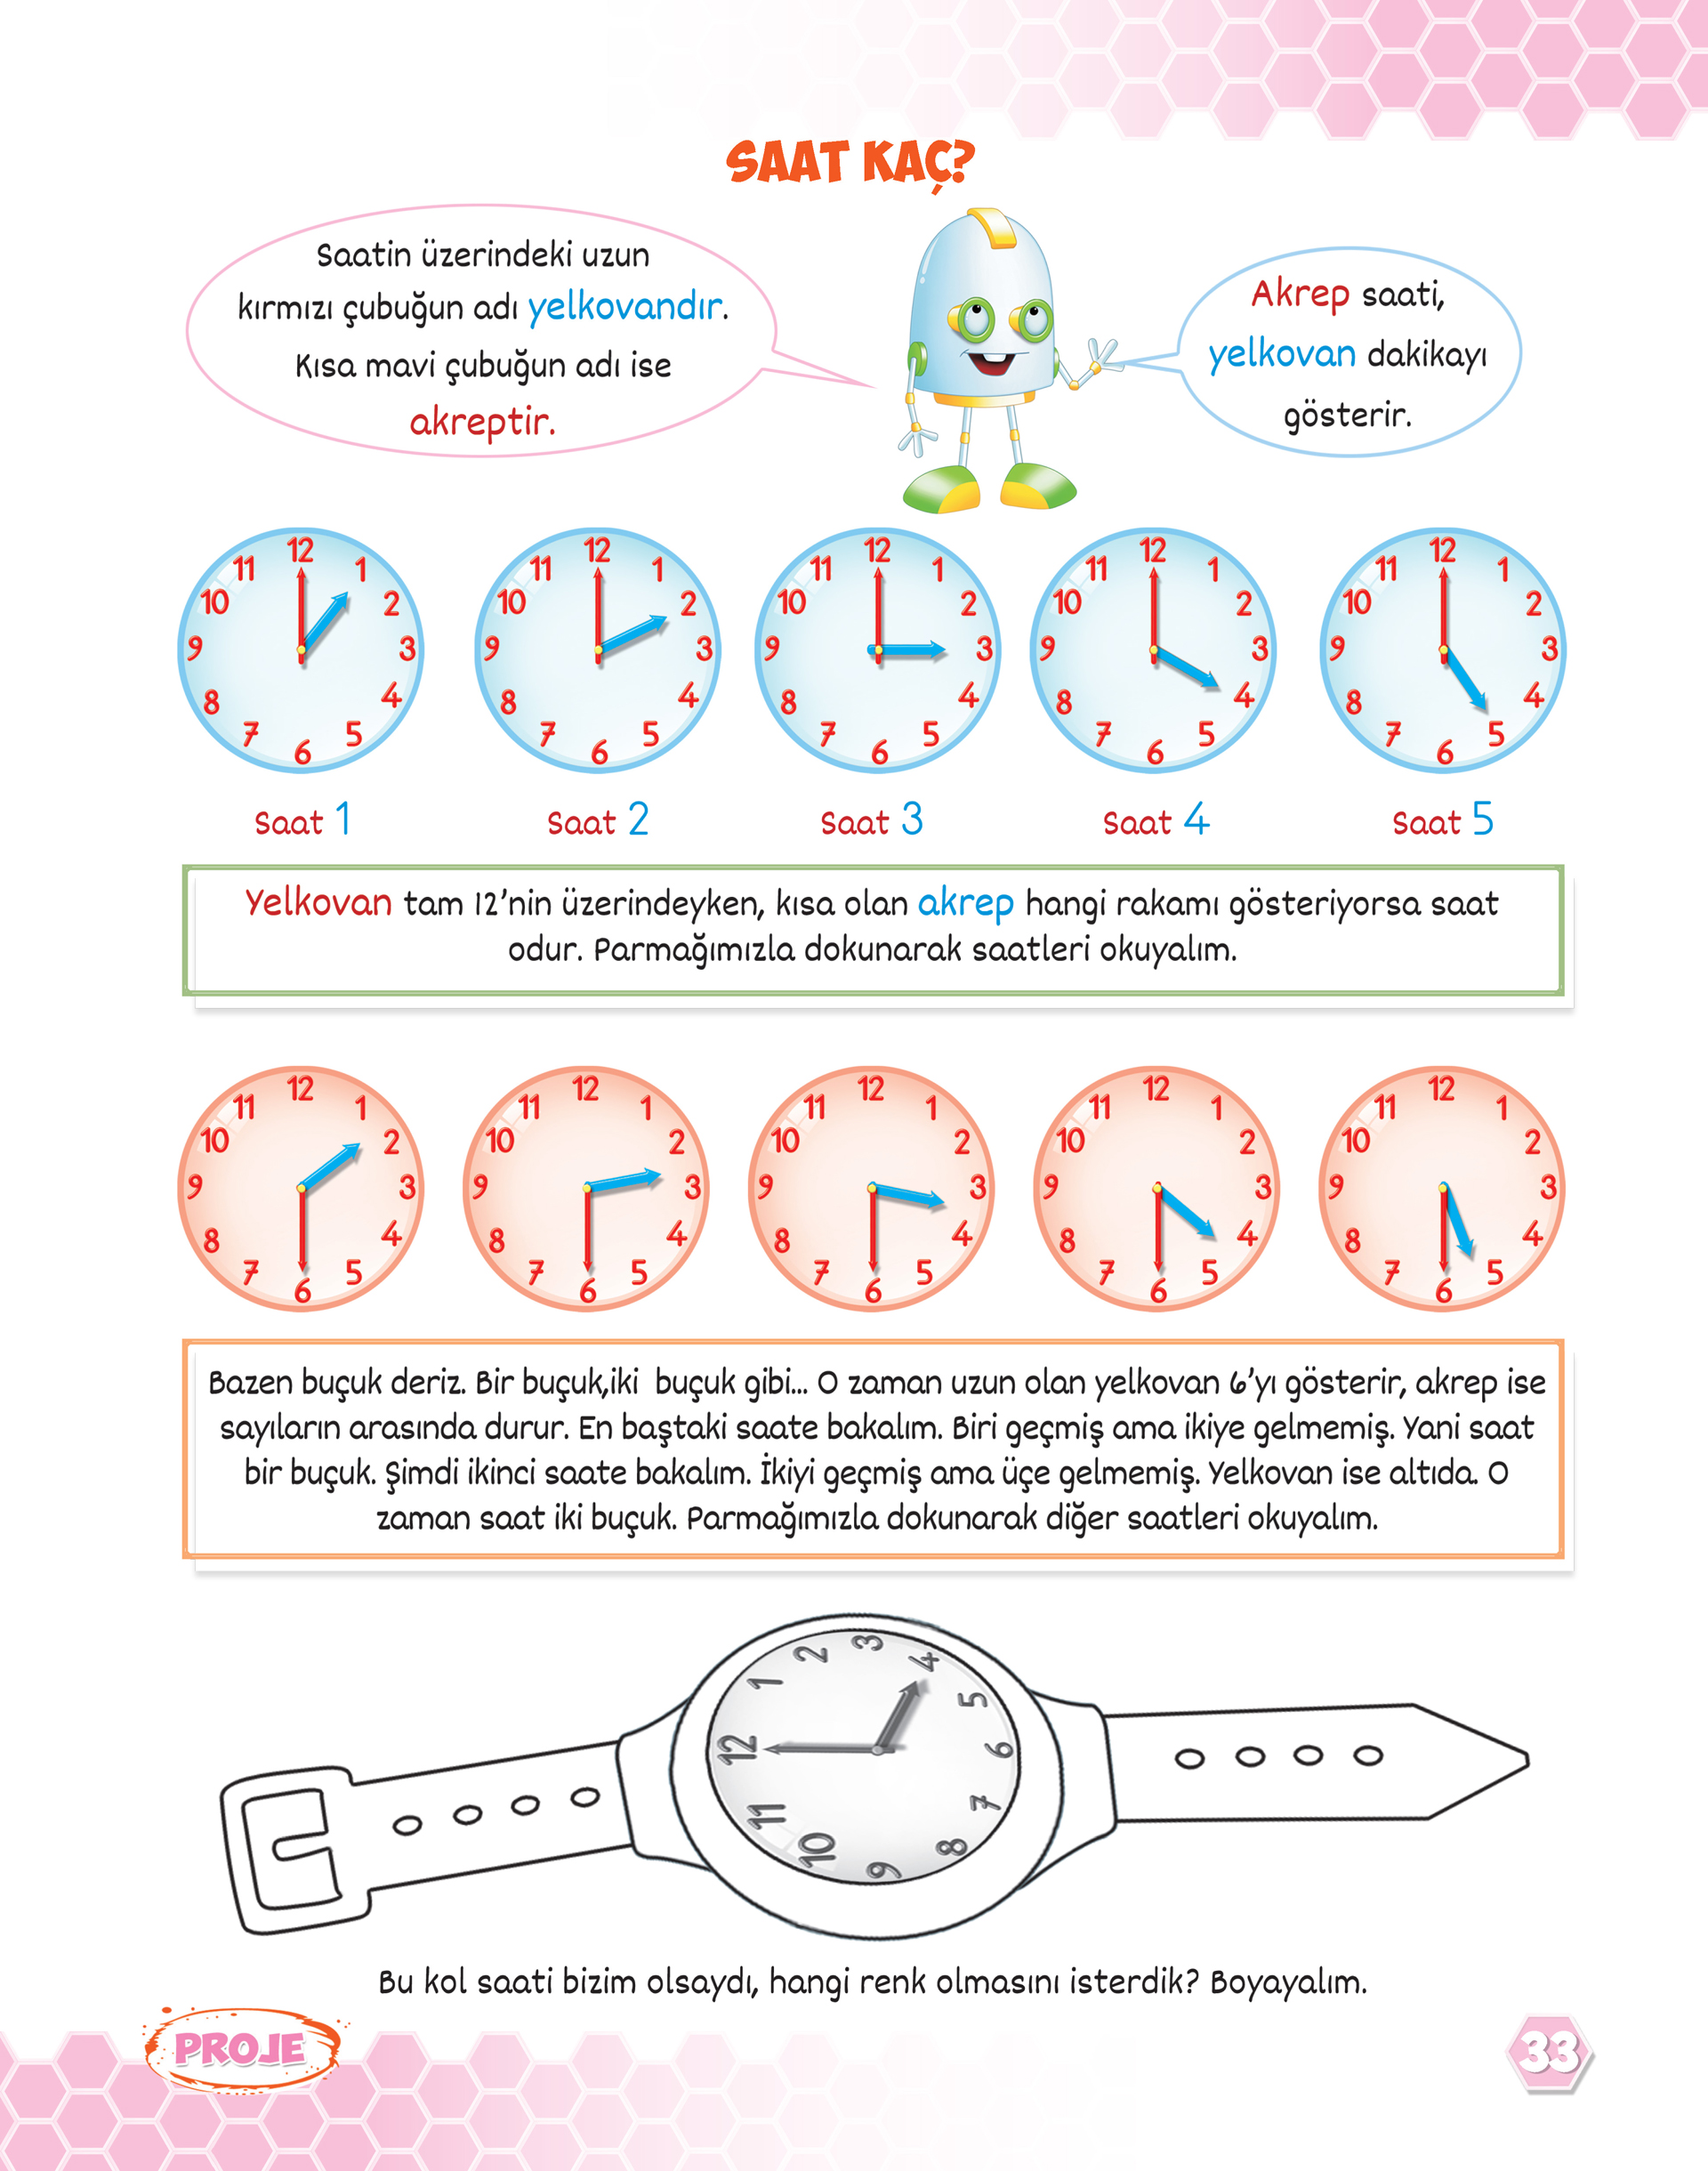 SAAT KAÇ?
Saatin üzerindeki uzun
kırmızı çubuğun adı yelkovandır.
Kısa mavi çubuğun adı ise
akreptir.
Akrep saati,
yelkovan dakikayı
gösterir.
12 1 2 3 4 5 6 7 8 9 10 11
12 1 2 3 4 5 6 7 8 9 10 11
12 1 2 3 4 5 6 7 8 9 10 11
12 1 2 3 4 5 6 7 8 9 10 11
12 1 2 3 4 5 6 7 8 9 10 11
saat 1
saat 2
saat 3
saat 4
saat 5
Yelkovan tam 12'nin üzerindeyken, kısa olan akrep hangi rakamı gösteriyorsa saat
odur. Parmağımızla dokunarak saatleri okuyalım.
12 1 2 3 4 5 6 7 8 9 10 11
12 1 2 3 4 5 6 7 8 9 10 11
12 1 2 3 4 5 6 7 8 9 10 11
12 1 2 3 4 5 6 7 8 9 10 11
12 1 2 3 4 5 6 7 8 9 10 11
Bazen buçuk deriz. Bir buçuk,iki buçuk gibi... O zaman uzun olan yelkovan 6'yı gösterir, akrep ise
sayıların arasında durur. En baştaki saate bakalım. Biri geçmiş ama ikiye gelmemiş. Yani saat
bir buçuk. Şimdi ikinci saate bakalım. İkiyi geçmiş ama üçe gelmemiş. Yelkovan ise altıda. O
zaman saat iki buçuk. Parmağımızla dokunarak diğer saatleri okuyalım.
12 1 2 3 4 5 6 7 8 9 10 11
Bu kol saati bizim olsaydı, hangi renk olmasını isterdik? Boyayalım.
PROJE
33